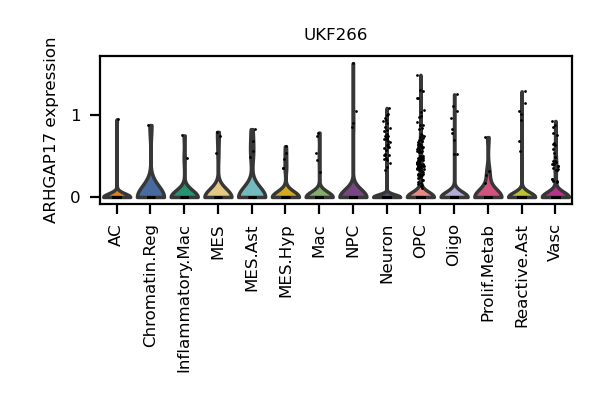 UKF266
ARHGAP17 expression
1
0
AC
Chromatin.Reg
Inflammatory.Mac
MES
MES.Ast
MES.Hyp
Mac
NPC
Neuron
OPC
Oligo
Prolif.Metab
Reactive.Ast
Vasc